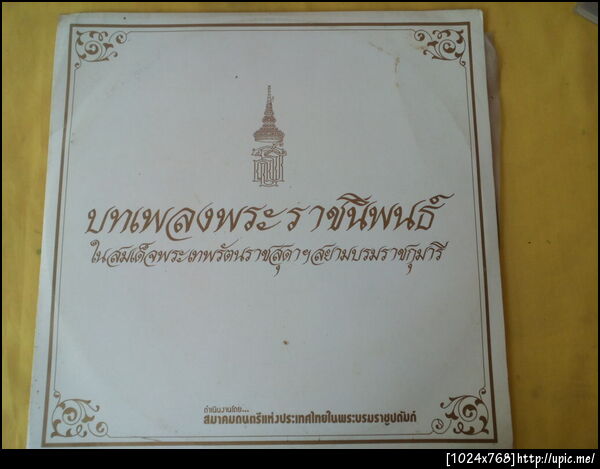 บทเพลงพระราชนิพนธ์
ในสมเด็จพระเทพรัตนราชสุดาฯสยามบรมราชกุมารี
ดำเนินงานโดย...
สมาคมดนตรีแห่งประเทศไทยในพระบรมราชูปถัมภ์
[1024x768]http://upic.me/